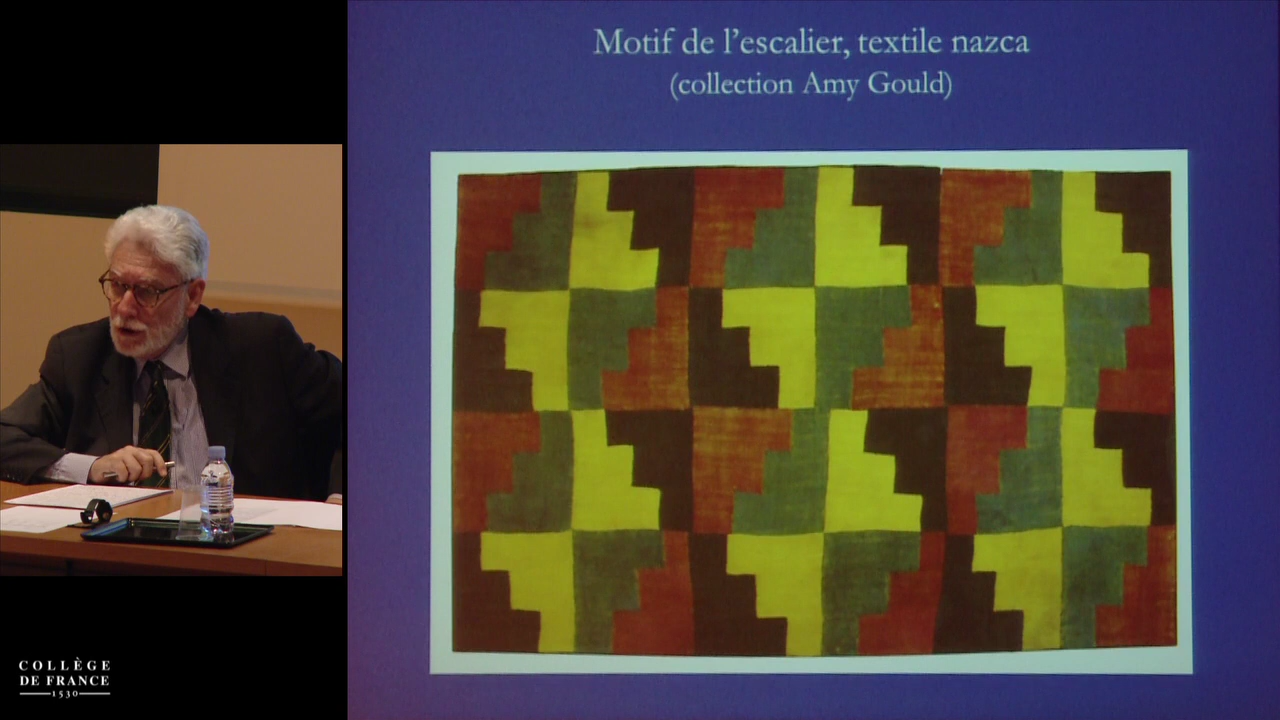 Motif de l'escalier, textile nazca
(collection Amy Gould)
COLLÈGE
DE FRANCE
1530